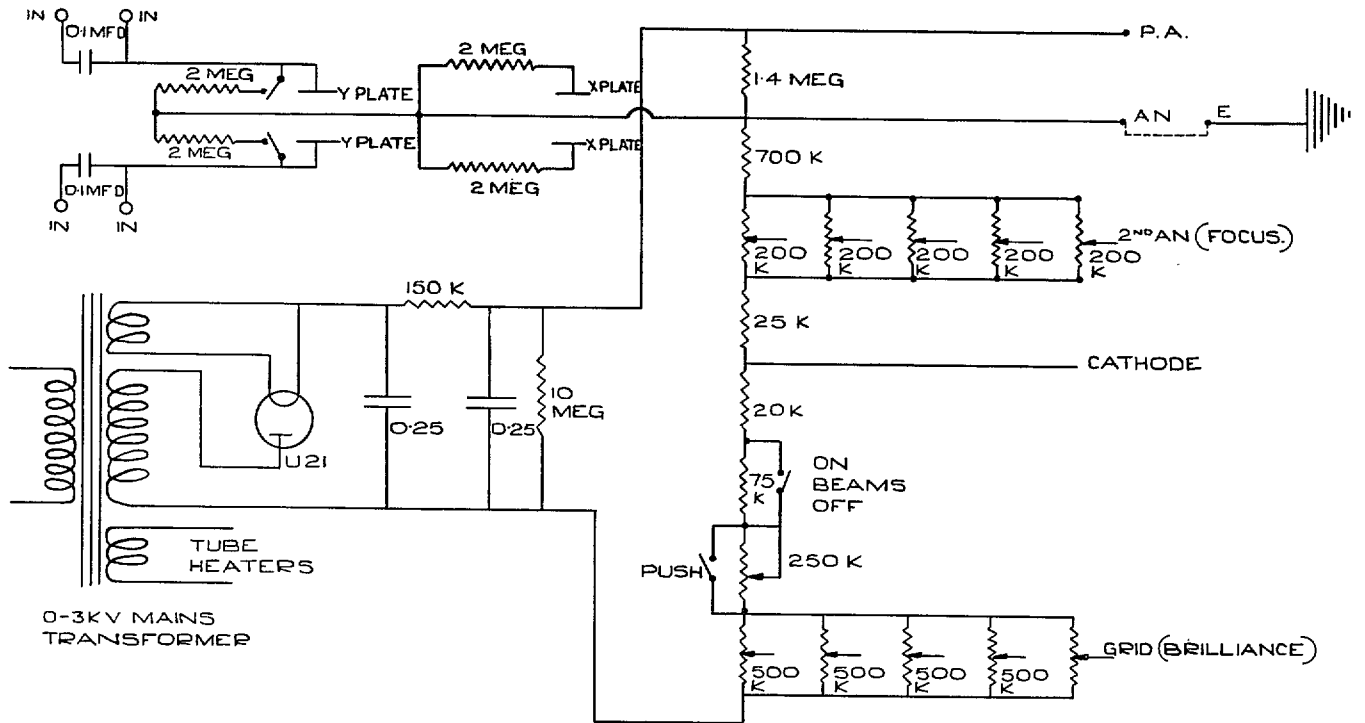 IN
IN
0·1MFD
2 MEG
Y PLATE
Y PLATE
2 MEG
0·1MFD
IN
IN
2 MEG
X PLATE
X PLATE
2 MEG
P.A.
1·4 MEG
AN
E
700 K
200 K
200 K
200 K
200 K
200 K
2ND AN (FOCUS.)
25 K
CATHODE
20 K
75 K
ON
BEAMS
OFF
PUSH
250 K
500 K
500 K
500 K
500 K
GRID (BRILLIANCE)
150 K
0·25
0·25
10
MEG
U21
TUBE
HEATERS
0-3KV MAINS
TRANSFORMER